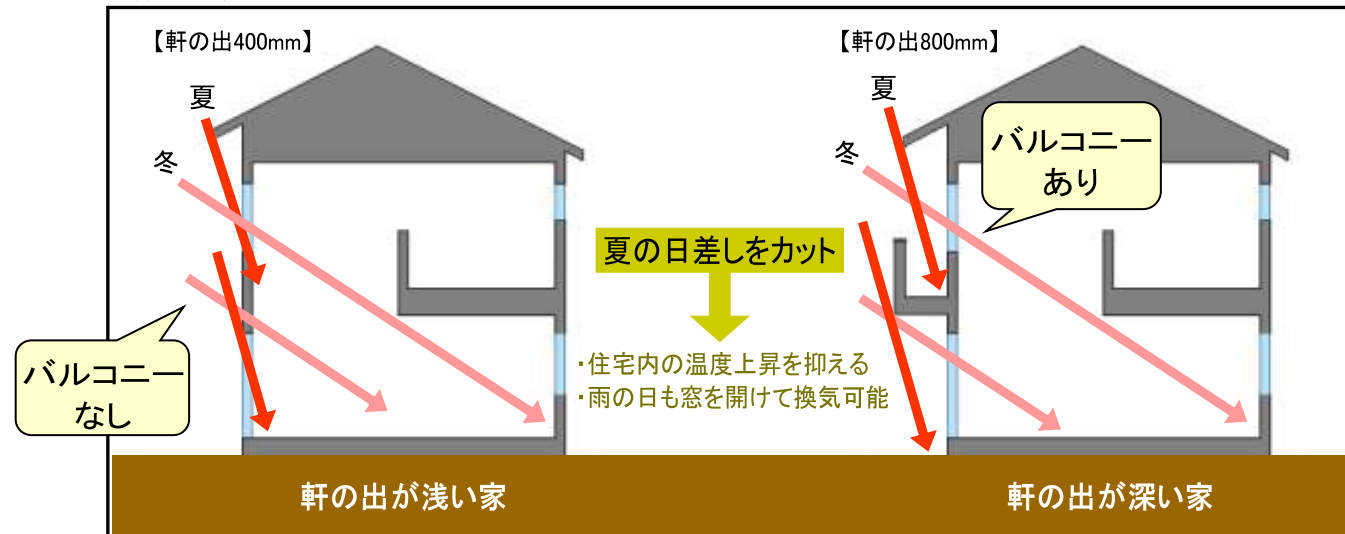 【軒の出400mm】
夏
冬
バルコニー
なし
夏の日差しをカット
・住宅内の温度上昇を抑える
・雨の日も窓を開けて換気可能
【軒の出800mm】
夏
冬
バルコニー
あり
軒の出が浅い家
軒の出が深い家